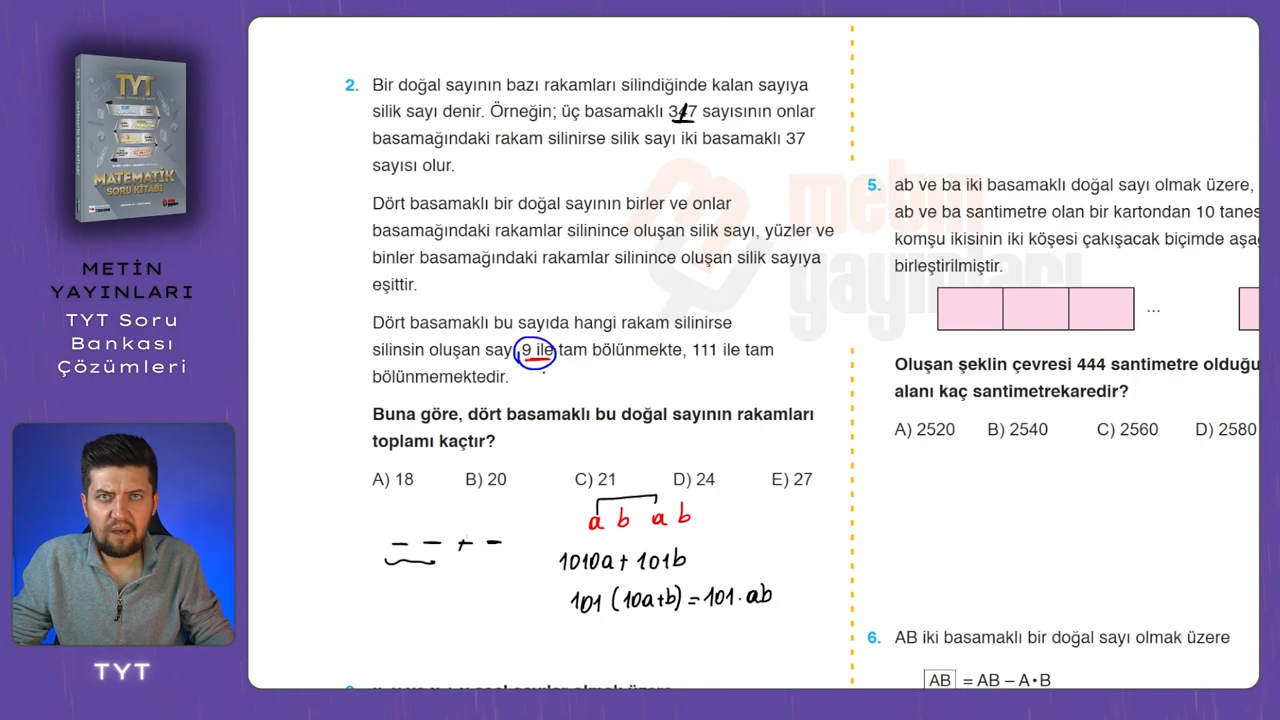 TYT
MATEMATİK
SORU KİTABI
METİN
YAYINLARI
TYT Soru
Bankası
Çözümleri
TYT
metin
yayınları
2. Bir doğal sayının bazı rakamları silindiğinde kalan sayıya
silik sayı denir. Örneğin; üç basamaklı 347 sayısının onlar
basamağındaki rakam silinirse silik sayı iki basamaklı 37
sayısı olur.
Dört basamaklı bir doğal sayının birler ve onlar
basamağındaki rakamlar silinince oluşan silik sayı, yüzler ve
binler basamağındaki rakamlar silinince oluşan silik sayıya
eşittir.
Dört basamaklı bu sayıda hangi rakam silinirse
silinsin oluşan sayı 9 ile tam bölünmekte, 111 ile tam
bölünmemektedir.
Buna göre, dört basamaklı bu doğal sayının rakamları
toplamı kaçtır?
A) 18 B) 20 C) 21 D) 24 E) 27
a b a b
1010a + 101b
101 (10a+b) = 101 . ab
5. ab ve ba iki basamaklı doğal sayı olmak üzere,
ab ve ba santimetre olan bir kartondan 10 tanes
komşu ikisinin iki köşesi çakışacak biçimde aşa
birleştirilmiştir.
...
Oluşan şeklin çevresi 444 santimetre olduğu
alanı kaç santimetrekaredir?
A) 2520 B) 2540 C) 2560 D) 2580
6. AB iki basamaklı bir doğal sayı olmak üzere
AB = AB – A • B